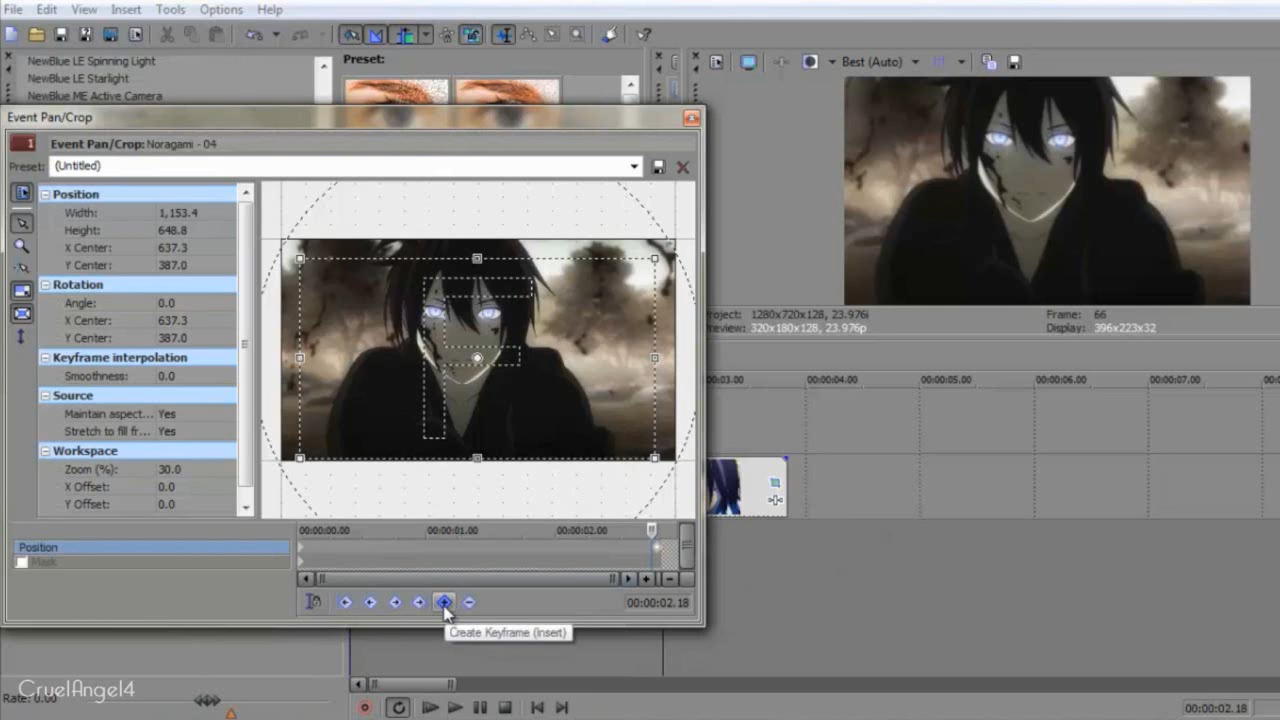 File Edit View Insert Tools Options Help
NewBlue LE Spinning Light
NewBlue LE Starlight
NewBlue ME Active Camera
Preset:
Best (Auto)
Event Pan/Crop
1
Event Pan/Crop: Noragami - 04
Preset: (Untitled)
Position
Width: 1,153.4
Height: 648.8
X Center: 637.3
Y Center: 387.0
Rotation
Angle: 0.0
X Center: 637.3
Y Center: 387.0
Keyframe interpolation
Smoothness: 0.0
Source
Maintain aspect... Yes
Stretch to fill fr... Yes
Workspace
Zoom (%): 30.0
X Offset: 0.0
Y Offset: 0.0
Project: 1280x720x128, 23.976i
Preview: 320x180x128, 23.976p
Frame: 66
Display: 396x223x32
00:00:04.00 00:00:05.00 00:00:06.00 00:00:07.00
Position
Mask
00:00:00.00 00:00:01.00 00:00:02.00
00:00:02.18
Create Keyframe (Insert)
CruelAngel4
Rate: 0.00
00:00:02.18